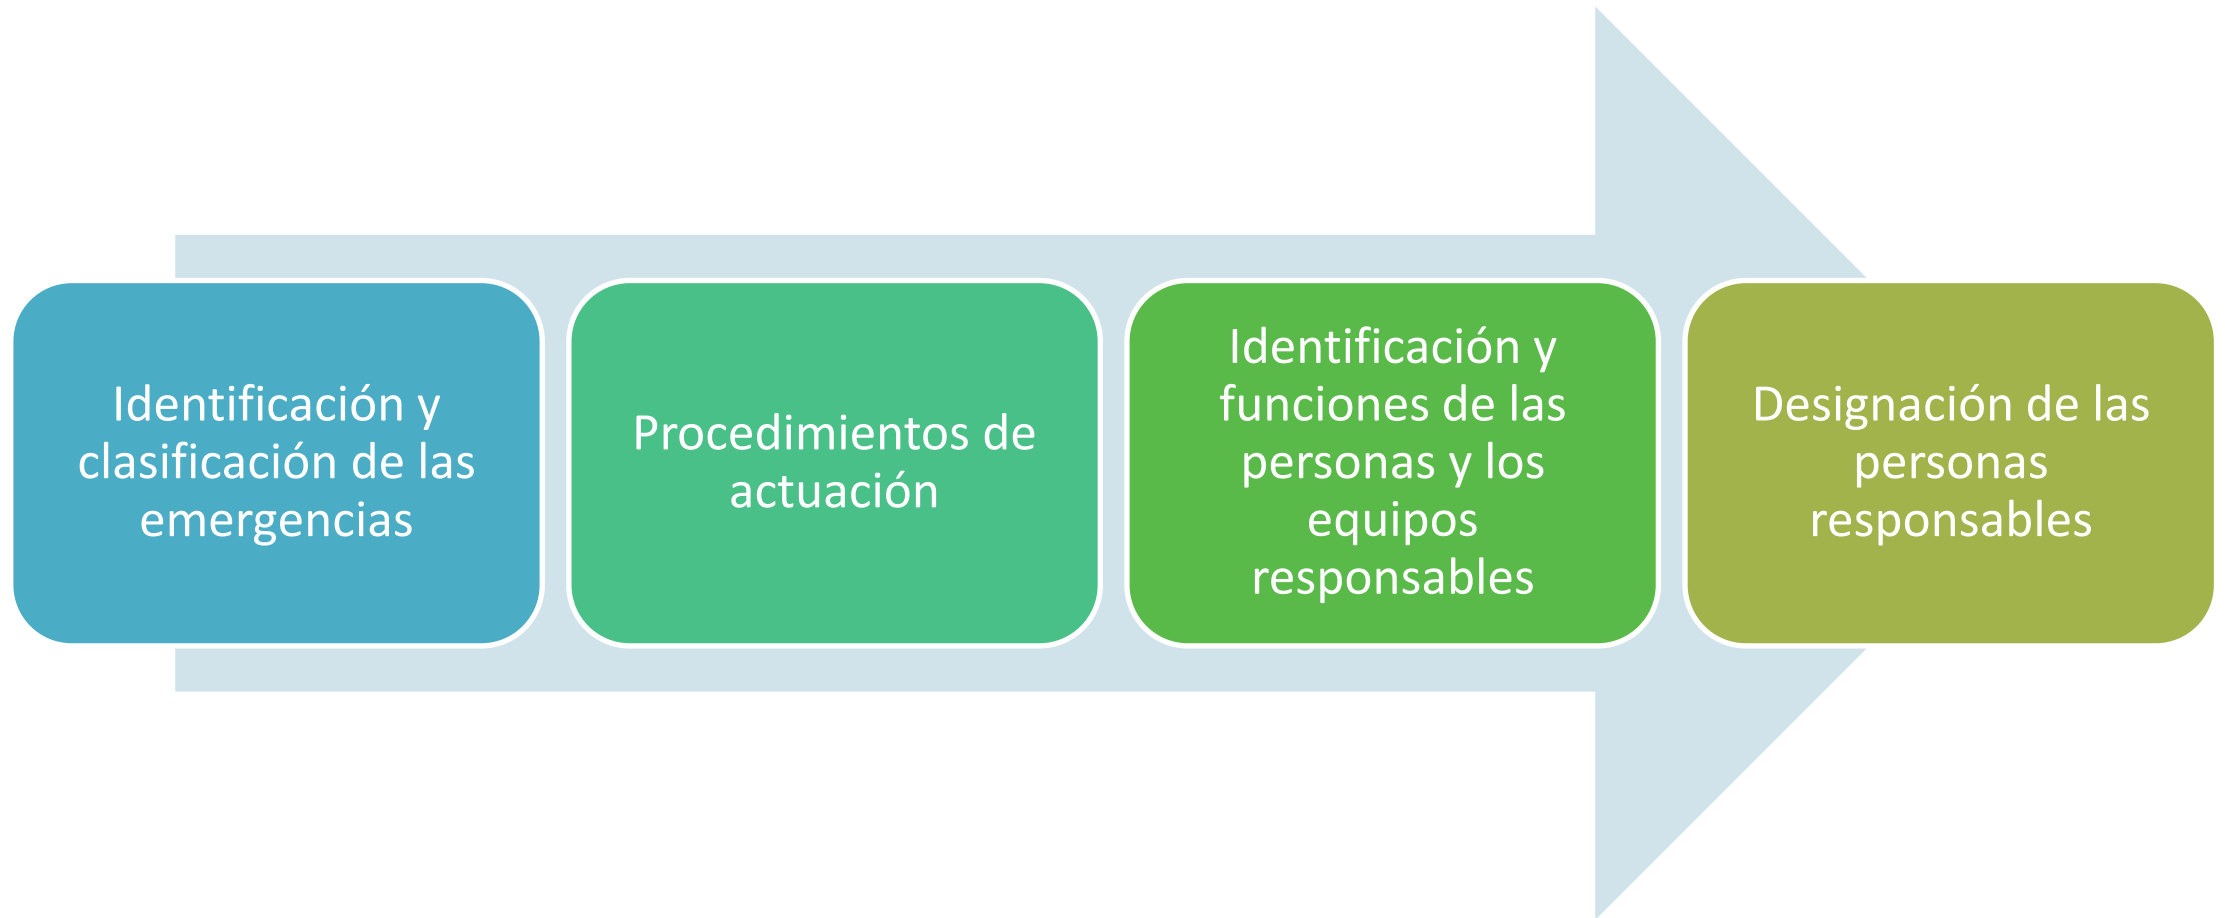 Identificación y
clasificación de las
emergencias
Procedimientos de
actuación
Identificación y
funciones de las
personas y los
equipos
responsables
Designación de las
personas
responsables